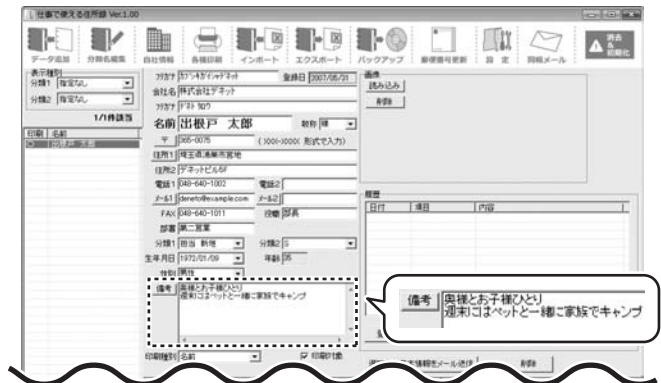 仕事で使える住所録 Ver.1.00
データ追加 分類名編集 自社情報 各種印刷 インポート エクスポート バックアップ 郵便番号更新 設 定 同報メール 消去 & 初期化
表示種別
分類1 指定なし
分類2 指定なし
1/1件該当
印刷 名前
○ 出根戸 太郎
フリガナ カブシキガイシャデネット 登録日 2007/05/31
会社名 株式会社デネット
フリガナ デネト タロウ
名前 出根戸 太郎 敬称 様
〒 365-0075 (XXXX-XXXX 形式で入力)
住所1 埼玉県鴻巣市宮地
住所2 デネットビル6F
電話1 048-640-1002 電話2
メール1 deneto@example.com メール2
FAX 048-640-1011 役職 部長
部署 第二営業
分類1 担当 新垣 分類2 S
生年月日 1972/01/09 年齢 35
性別 男性
備考 奥様とお子様ひとり
週末にはペットと一緒に家族でキャンプ
印刷種別 名前 印刷対象
画像
読み込み
削除
履歴
日付 項目 内容
備考 奥様とお子様ひとり
週末にはペットと一緒に家族でキャンプ
削除